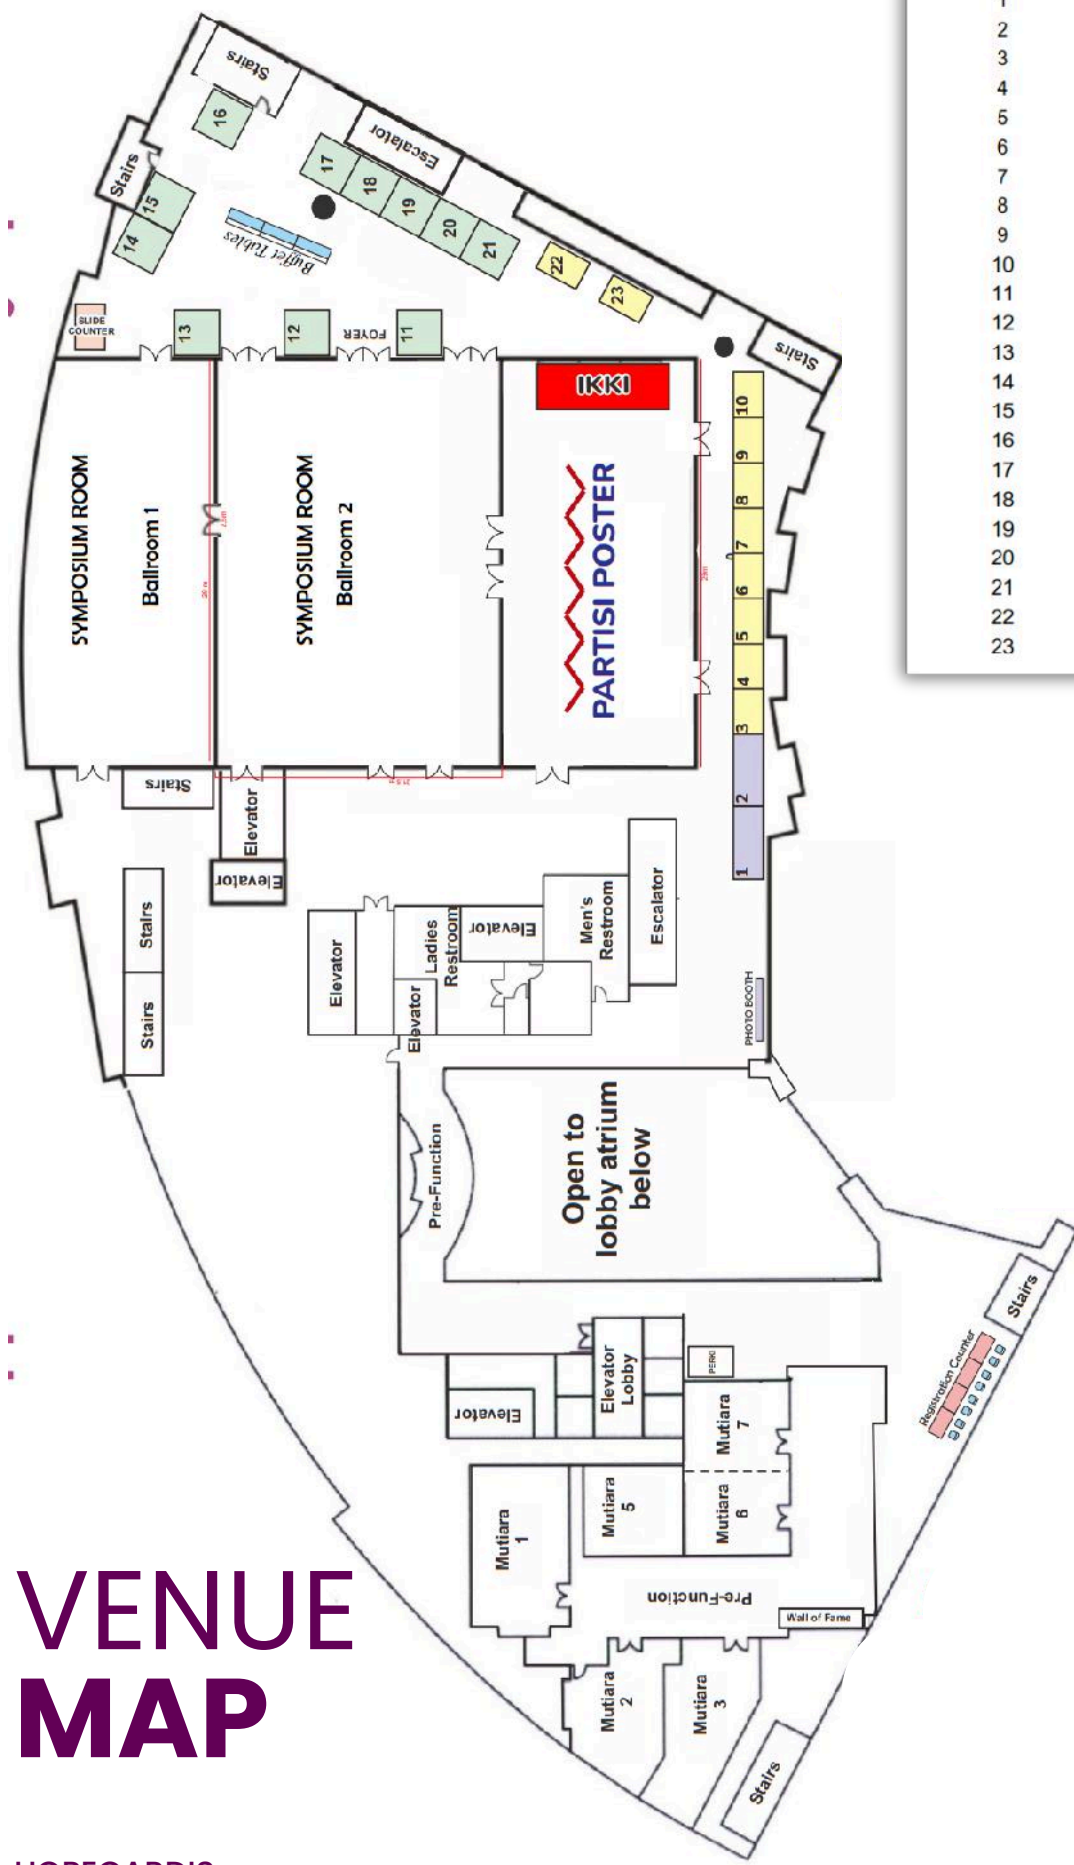 1
2
3
4
5
6
7
8
9
10
11
12
13
14
15
16
17
18
19
20
21
22
23
Stairs
16
Escalator
Stairs
15
14
17
18
19
20
21
Buffet Tables
22
23
SLIDE
COUNTER
13
12
FOYER
11
Stairs
IKKI
SYMPOSIUM ROOM
Ballroom 1
SYMPOSIUM ROOM
Ballroom 2
PARTISI POSTER
10
9
8
7
6
5
4
3
2
1
Stairs
Elevator
Elevator
Stairs
Stairs
Elevator
Ladies
Restroom
Elevator
Elevator
Men's
Restroom
Escalator
PHOTO BOOTH
Pre-Function
Open to
lobby atrium
below
Stairs
Registration Counter
Elevator
Elevator
Lobby
PERKI
Mutiara
7
Mutiara
6
Mutiara
5
Mutiara
1
Pre-Function
Wall of Fame
Mutiara
2
Mutiara
3
Stairs
VENUE
MAP